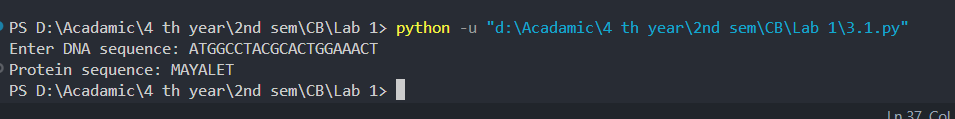 PS D:\Acadamic\4 th year\2nd sem\CB\Lab 1> python -u "d:\Acadamic\4 th year\2nd sem\CB\Lab 1\3.1.py"
Enter DNA sequence: ATGGCCTACGCACTGGAAACT
Protein sequence: MAYALET
PS D:\Acadamic\4 th year\2nd sem\CB\Lab 1>
Ln 37, Col